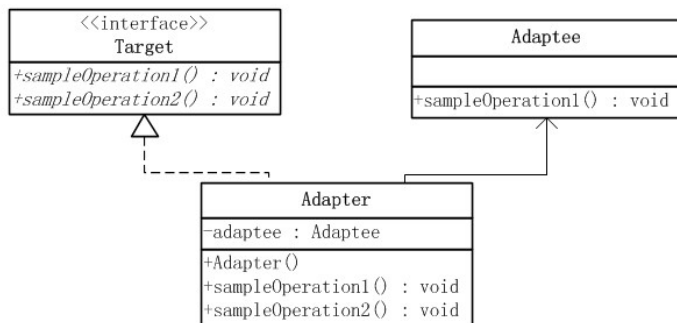 <<interface>>
Target
+sampleOperation1() : void
+sampleOperation2() : void
Adaptee
+sampleOperation1() : void
Adapter
-adaptee : Adaptee
+Adapter()
+sampleOperation1() : void
+sampleOperation2() : void